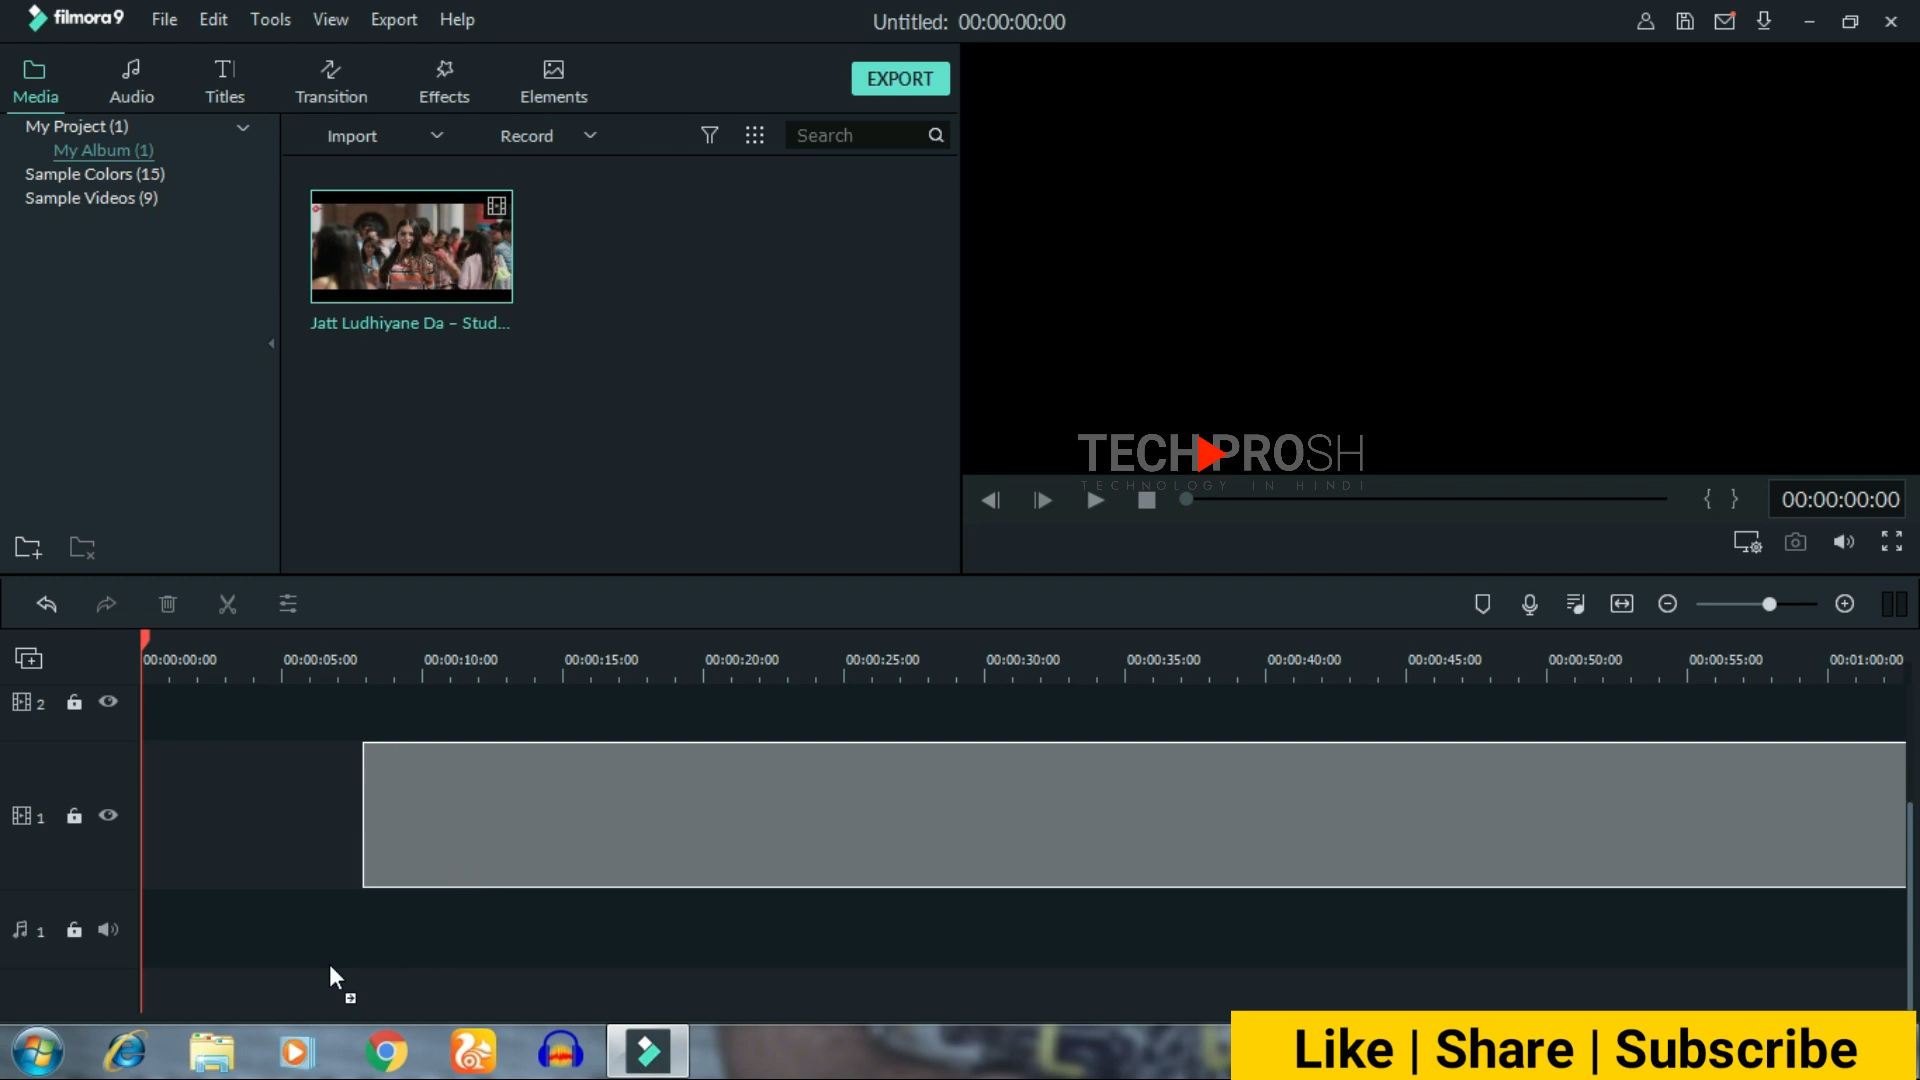 filmora9 File Edit Tools View Export Help Untitled: 00:00:00:00
Media Audio Titles Transition Effects Elements EXPORT
My Project (1)
My Album (1)
Sample Colors (15)
Sample Videos (9)
Import Record Search
Jatt Ludhiyane Da – Stud...
TECH PROSH
TECHNOLOGY IN HINDI
{ } 00:00:00:00
00:00:00:00 00:00:05:00 00:00:10:00 00:00:15:00 00:00:20:00 00:00:25:00 00:00:30:00 00:00:35:00 00:00:40:00 00:00:45:00 00:00:50:00 00:00:55:00 00:01:00:00
2
1
1
Like | Share | Subscribe